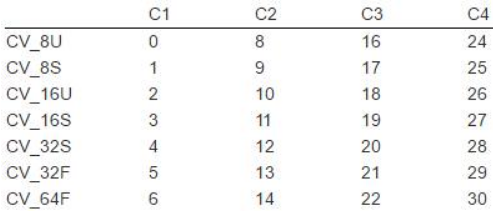 C1 C2 C3 C4
CV_8U 0 8 16 24
CV_8S 1 9 17 25
CV_16U 2 10 18 26
CV_16S 3 11 19 27
CV_32S 4 12 20 28
CV_32F 5 13 21 29
CV_64F 6 14 22 30